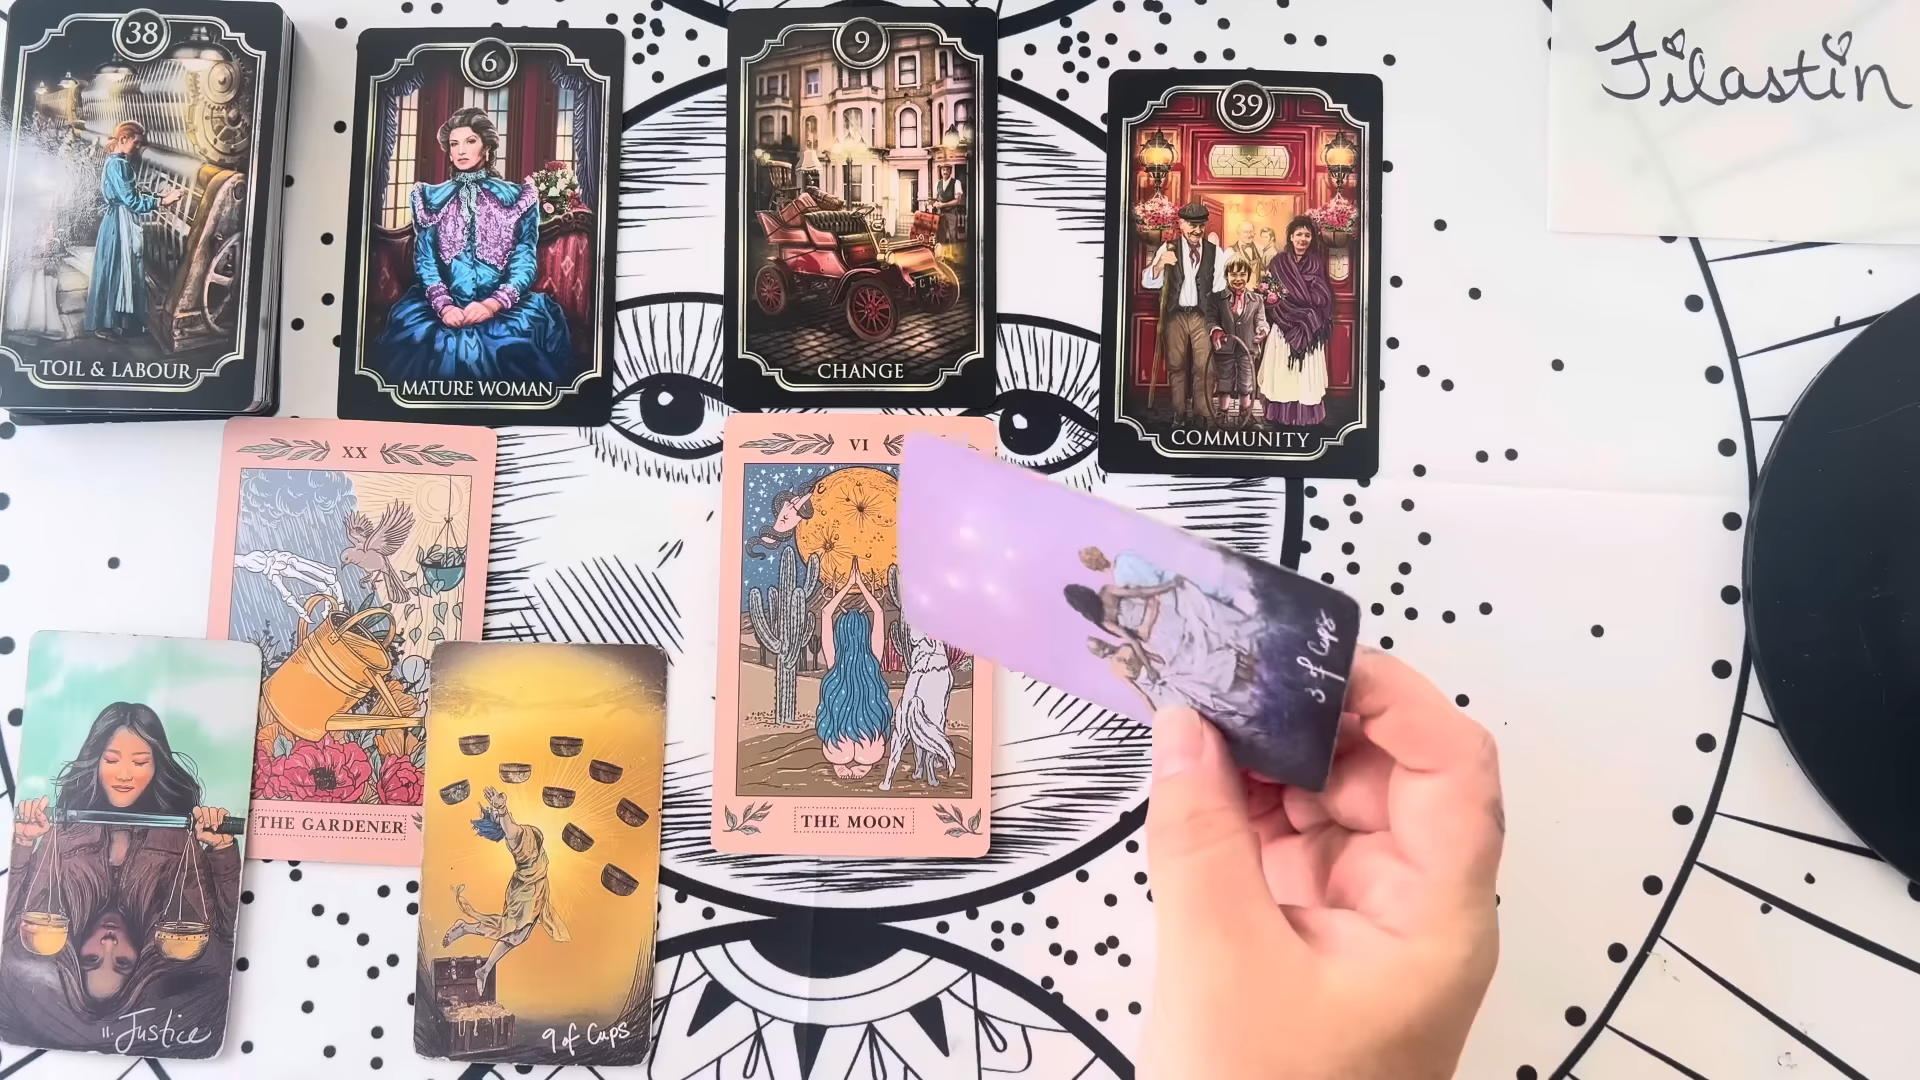 38
TOIL & LABOUR
6
MATURE WOMAN
9
CHANGE
39
COMMUNITY
Filastin
XX
THE GARDENER
VI
THE MOON
3 of Cups
11. Justice
9 of Cups